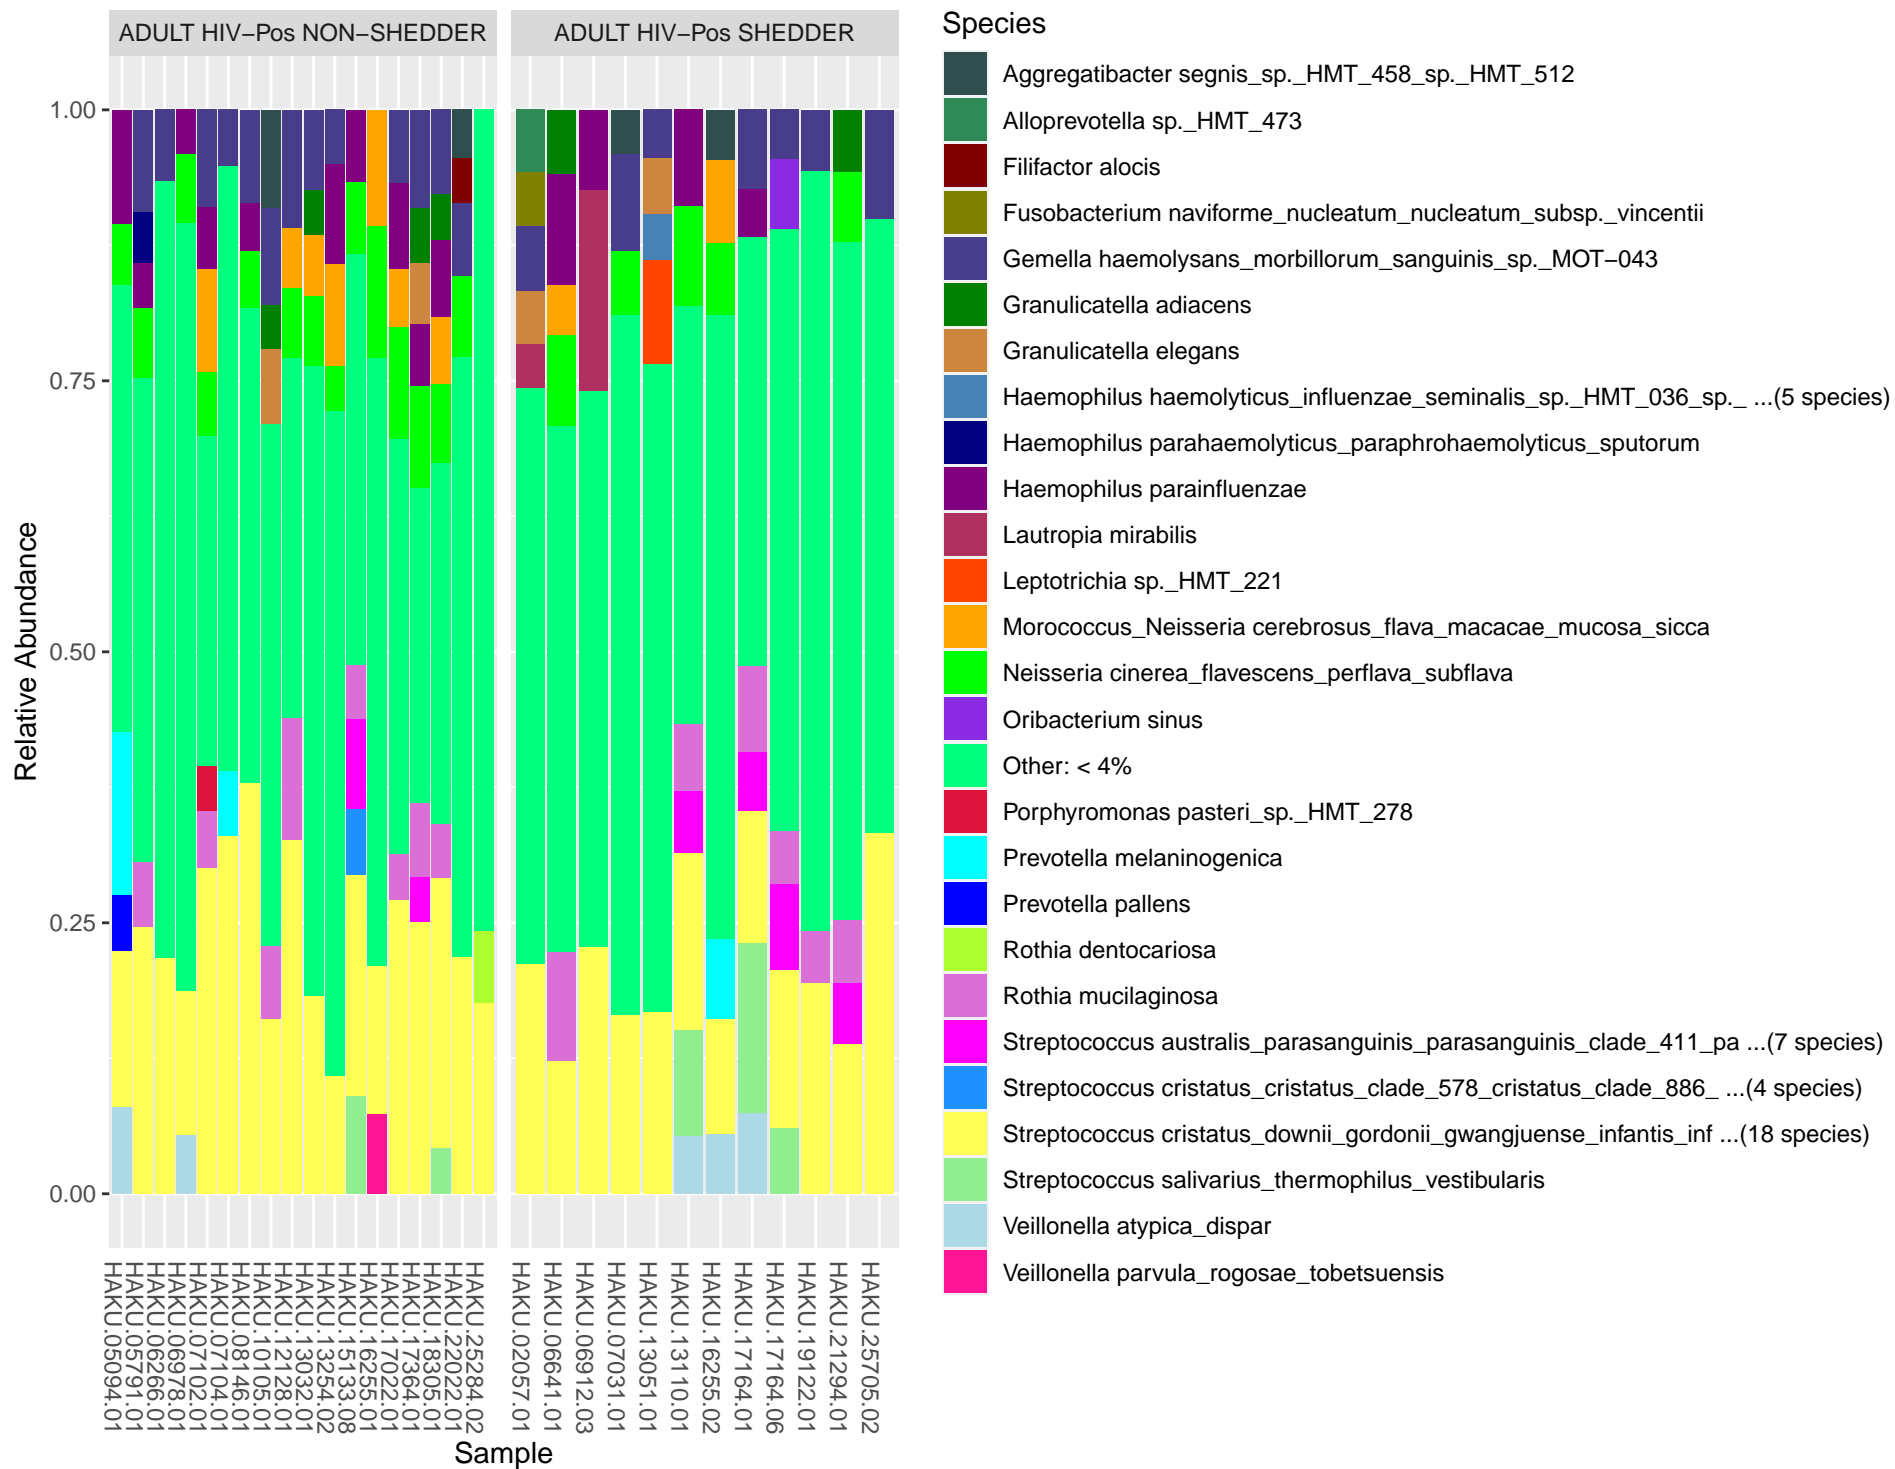 ADULT HIV−Pos NON−SHEDDER
ADULT HIV−Pos SHEDDER
1.00
0.75
0.50
0.25
0.00
Relative Abundance
HAKU.05094.01
HAKU.05791.01
HAKU.06266.01
HAKU.06978.01
HAKU.07102.01
HAKU.07104.01
HAKU.08146.01
HAKU.10105.01
HAKU.12128.01
HAKU.13032.01
HAKU.13254.02
HAKU.15133.08
HAKU.16255.01
HAKU.17022.01
HAKU.17364.01
HAKU.18305.01
HAKU.22022.01
HAKU.25284.02
HAKU.02057.01
HAKU.06641.01
HAKU.06912.03
HAKU.07031.01
HAKU.13051.01
HAKU.13110.01
HAKU.16255.02
HAKU.17164.01
HAKU.17164.06
HAKU.19122.01
HAKU.21294.01
HAKU.25705.02
Sample
Species
Aggregatibacter segnis_sp._HMT_458_sp._HMT_512
Alloprevotella sp._HMT_473
Filifactor alocis
Fusobacterium naviforme_nucleatum_nucleatum_subsp._vincentii
Gemella haemolysans_morbillorum_sanguinis_sp._MOT−043
Granulicatella adiacens
Granulicatella elegans
Haemophilus haemolyticus_influenzae_seminalis_sp._HMT_036_sp._ ...(5 species)
Haemophilus parahaemolyticus_paraphrohaemolyticus_sputorum
Haemophilus parainfluenzae
Lautropia mirabilis
Leptotrichia sp._HMT_221
Morococcus_Neisseria cerebrosus_flava_macacae_mucosa_sicca
Neisseria cinerea_flavescens_perflava_subflava
Oribacterium sinus
Other: < 4%
Porphyromonas pasteri_sp._HMT_278
Prevotella melaninogenica
Prevotella pallens
Rothia dentocariosa
Rothia mucilaginosa
Streptococcus australis_parasanguinis_parasanguinis_clade_411_pa ...(7 species)
Streptococcus cristatus_cristatus_clade_578_cristatus_clade_886_ ...(4 species)
Streptococcus cristatus_downii_gordonii_gwangjuense_infantis_inf ...(18 species)
Streptococcus salivarius_thermophilus_vestibularis
Veillonella atypica_dispar
Veillonella parvula_rogosae_tobetsuensis